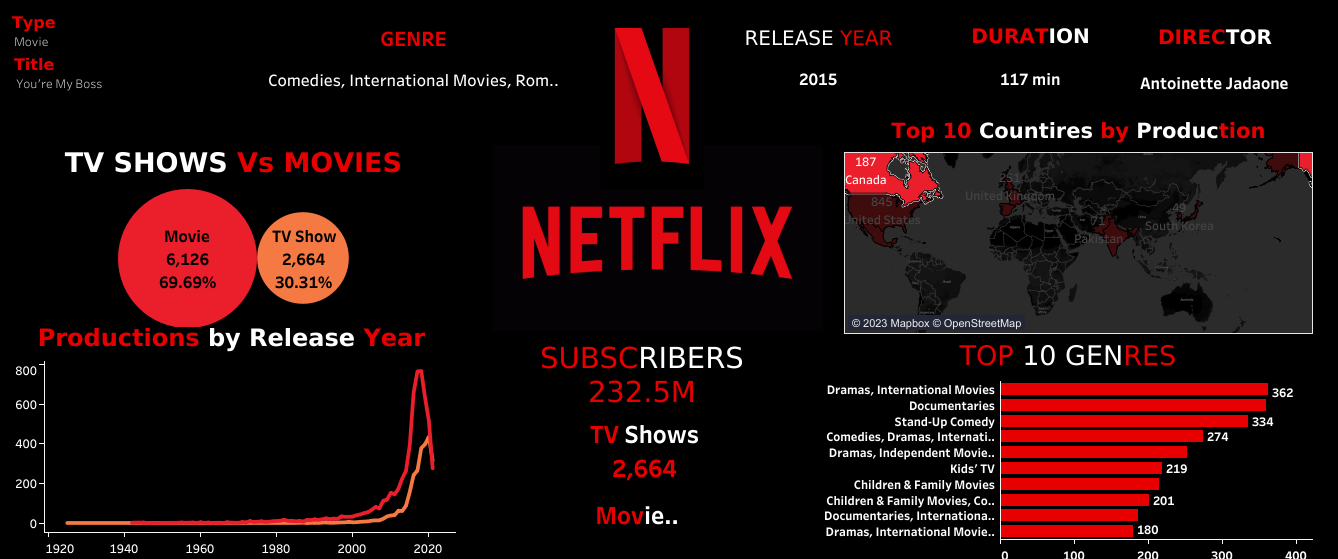 Type
Movie
Title
You're My Boss
GENRE
Comedies, International Movies, Rom..
RELEASE YEAR
2015
DURATION
117 min
DIRECTOR
Antoinette Jadaone
TV SHOWS Vs MOVIES
Movie
6,126
69.69%
TV Show
2,664
30.31%
Productions by Release Year
800
600
400
200
0
1920
1940
1960
1980
2000
2020
NETFLIX
SUBSCRIBERS
232.5M
TV Shows
2,664
Movie..
Top 10 Countires by Production
187
Canada
845
United States
United Kingdom
71
Pakistan
49
South Korea
© 2023 Mapbox © OpenStreetMap
TOP 10 GENRES
Dramas, International Movies
362
Documentaries
Stand-Up Comedy
334
Comedies, Dramas, Internati..
274
Dramas, Independent Movie..
Kids' TV
219
Children & Family Movies
Children & Family Movies, Co..
201
Documentaries, Internationa..
Dramas, International Movie..
180
0
100
200
300
400